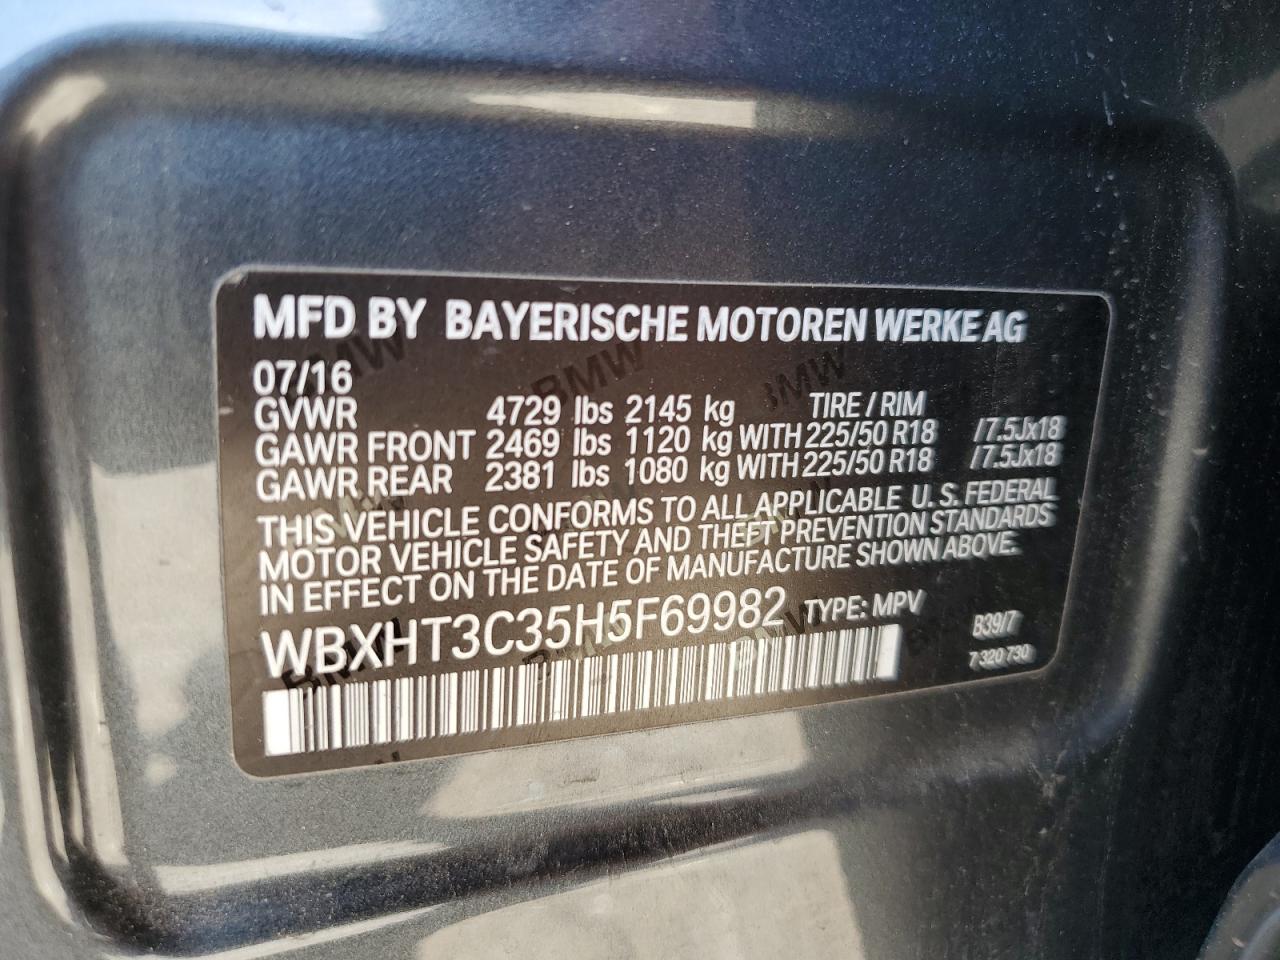 MFD BY BAYERISCHE MOTOREN WERKE AG
07/16
GVWR 4729 lbs 2145 kg TIRE / RIM
GAWR FRONT 2469 lbs 1120 kg WITH 225/50 R18 /7.5Jx18
GAWR REAR 2381 lbs 1080 kg WITH 225/50 R18 /7.5Jx18
THIS VEHICLE CONFORMS TO ALL APPLICABLE U. S. FEDERAL
MOTOR VEHICLE SAFETY AND THEFT PREVENTION STANDARDS
IN EFFECT ON THE DATE OF MANUFACTURE SHOWN ABOVE.
WBXHT3C35H5F69982 TYPE: MPV B39/7
7 320 730